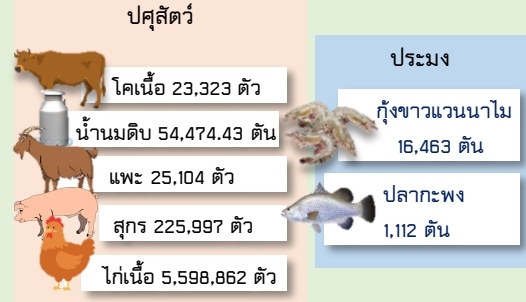 ปศุสัตว์
โคเนื้อ 23,323 ตัว
น้ำนมดิบ 54,474.43 ตัน
แพะ 25,104 ตัว
สุกร 225,997 ตัว
ไก่เนื้อ 5,598,862 ตัว
ประมง
กุ้งขาวแวนนาไม
16,463 ตัน
ปลากะพง
1,112 ตัน